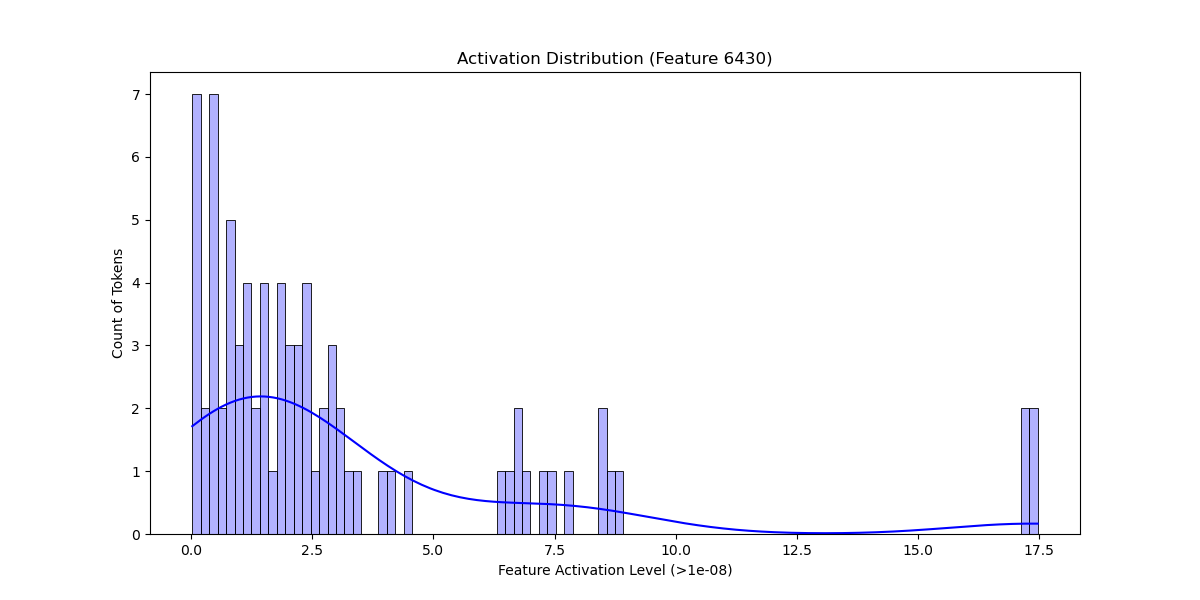 Activation Distribution (Feature 6430)
Count of Tokens
7
6
5
4
3
2
1
0
0.0 2.5 5.0 7.5 10.0 12.5 15.0 17.5
Feature Activation Level (>1e-08)